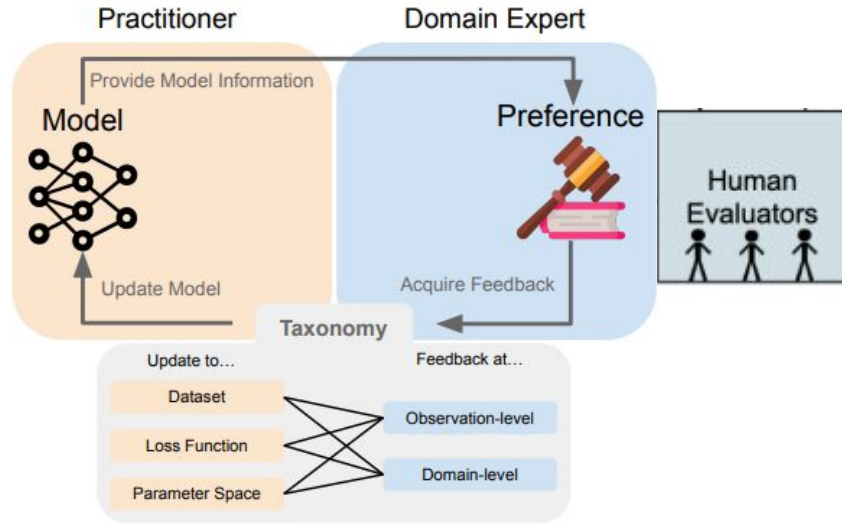 Practitioner
Domain Expert
Provide Model Information
Model
Preference
Human
Evaluators
Update Model
Acquire Feedback
Taxonomy
Update to…
Feedback at…
Dataset
Observation-level
Loss Function
Domain-level
Parameter Space